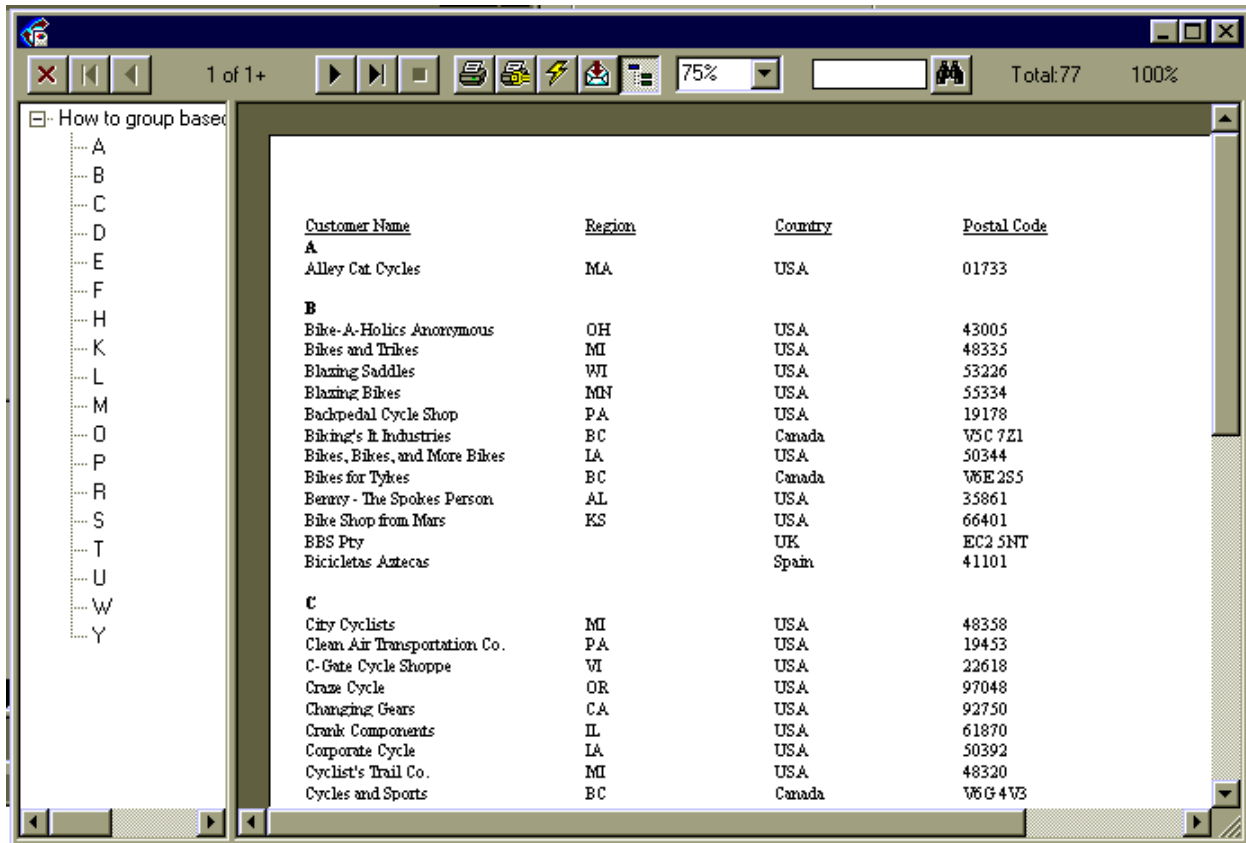 1 of 1+ 75% Total:77 100%
How to group based
A
B
C
D
E
F
H
K
L
M
O
P
R
S
T
U
W
Y
Customer Name Region Country Postal Code
A
Alley Cat Cycles MA USA 01733
B
Bike-A-Holics Anonymous OH USA 43005
Bikes and Trikes MI USA 48335
Blazing Saddles WI USA 53226
Blazing Bikes MN USA 55334
Backpedal Cycle Shop PA USA 19178
Biking's It Industries BC Canada V5C 7Z1
Bikes, Bikes, and More Bikes IA USA 50344
Bikes for Tykes BC Canada V6E 2S5
Benny - The Spokes Person AL USA 35861
Bike Shop from Mars KS USA 66401
BBS Pty UK EC2 5NT
Bicicletas Aztecas Spain 41101
C
City Cyclists MI USA 48358
Clean Air Transportation Co. PA USA 19453
C-Gate Cycle Shoppe VI USA 22618
Craze Cycle OR USA 97048
Changing Gears CA USA 92750
Crank Components IL USA 61870
Corporate Cycle IA USA 50392
Cyclist's Trail Co. MI USA 48320
Cycles and Sports BC Canada V6G 4V3